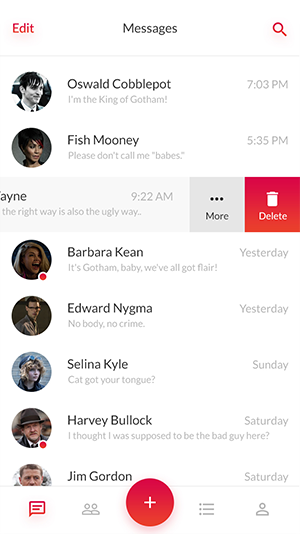 Edit Messages
Oswald Cobblepot 7:03 PM
I'm the King of Gotham!
Fish Mooney 5:35 PM
Please don't call me "babes."
ayne 9:22 AM
the right way is also the ugly way..
More Delete
Barbara Kean Yesterday
It's Gotham, baby, we've all got flair!
Edward Nygma Yesterday
No body, no crime.
Selina Kyle Sunday
Cat got your tongue?
Harvey Bullock Saturday
I thought I was supposed to be the bad guy here?
Jim Gordon Saturday